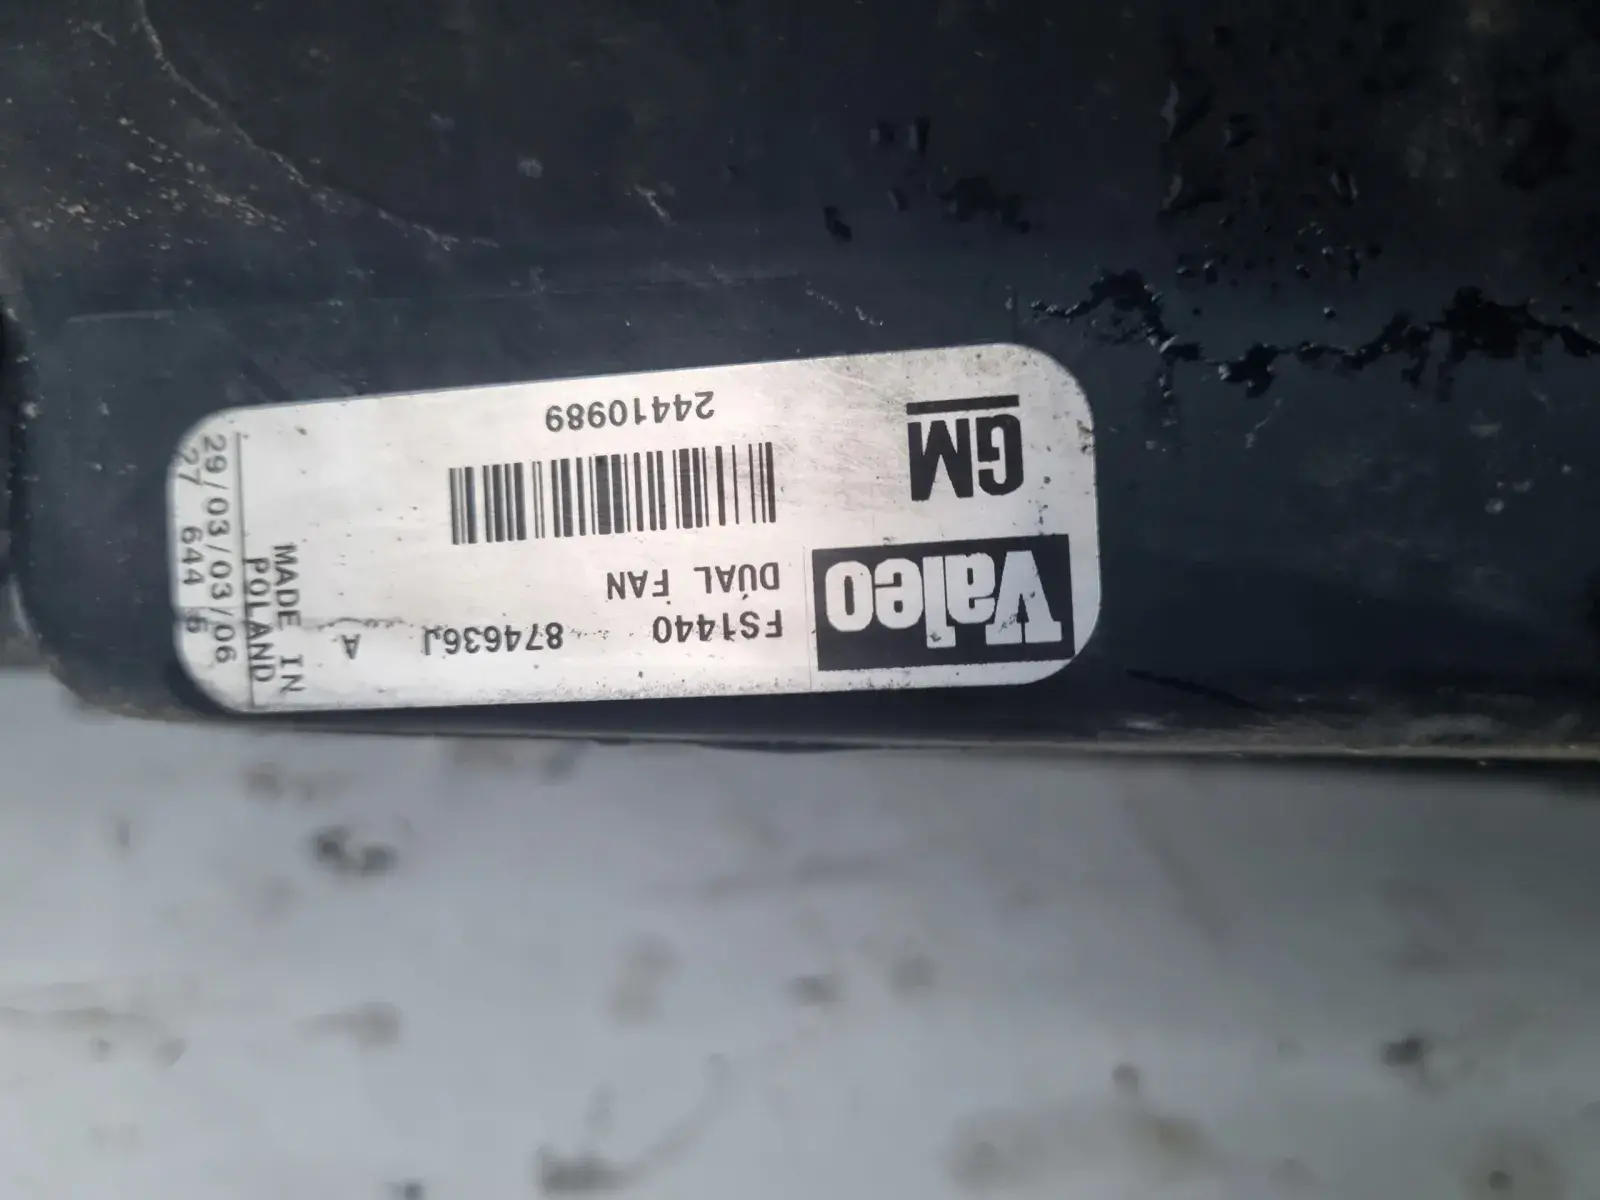 Valeo
FS1440 874636J A
DUAL FAN
GM
24410989
MADE IN
POLAND
29/03/03/06
27 644 6